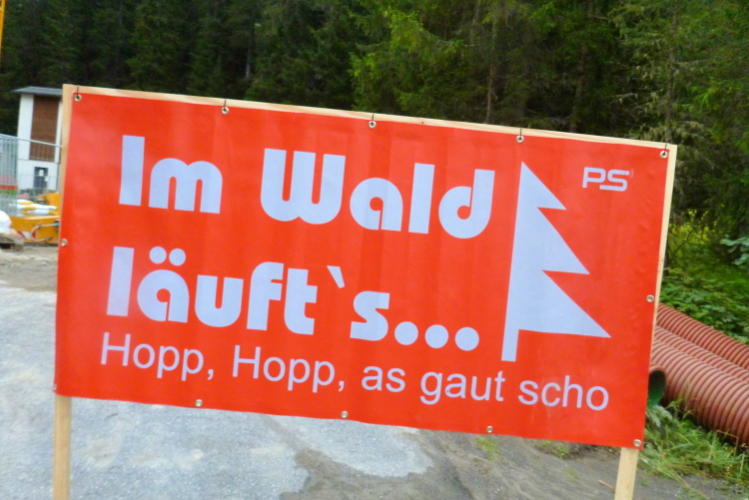 Im Wald
PS
läuft`s...
Hopp, Hopp, as gaut scho